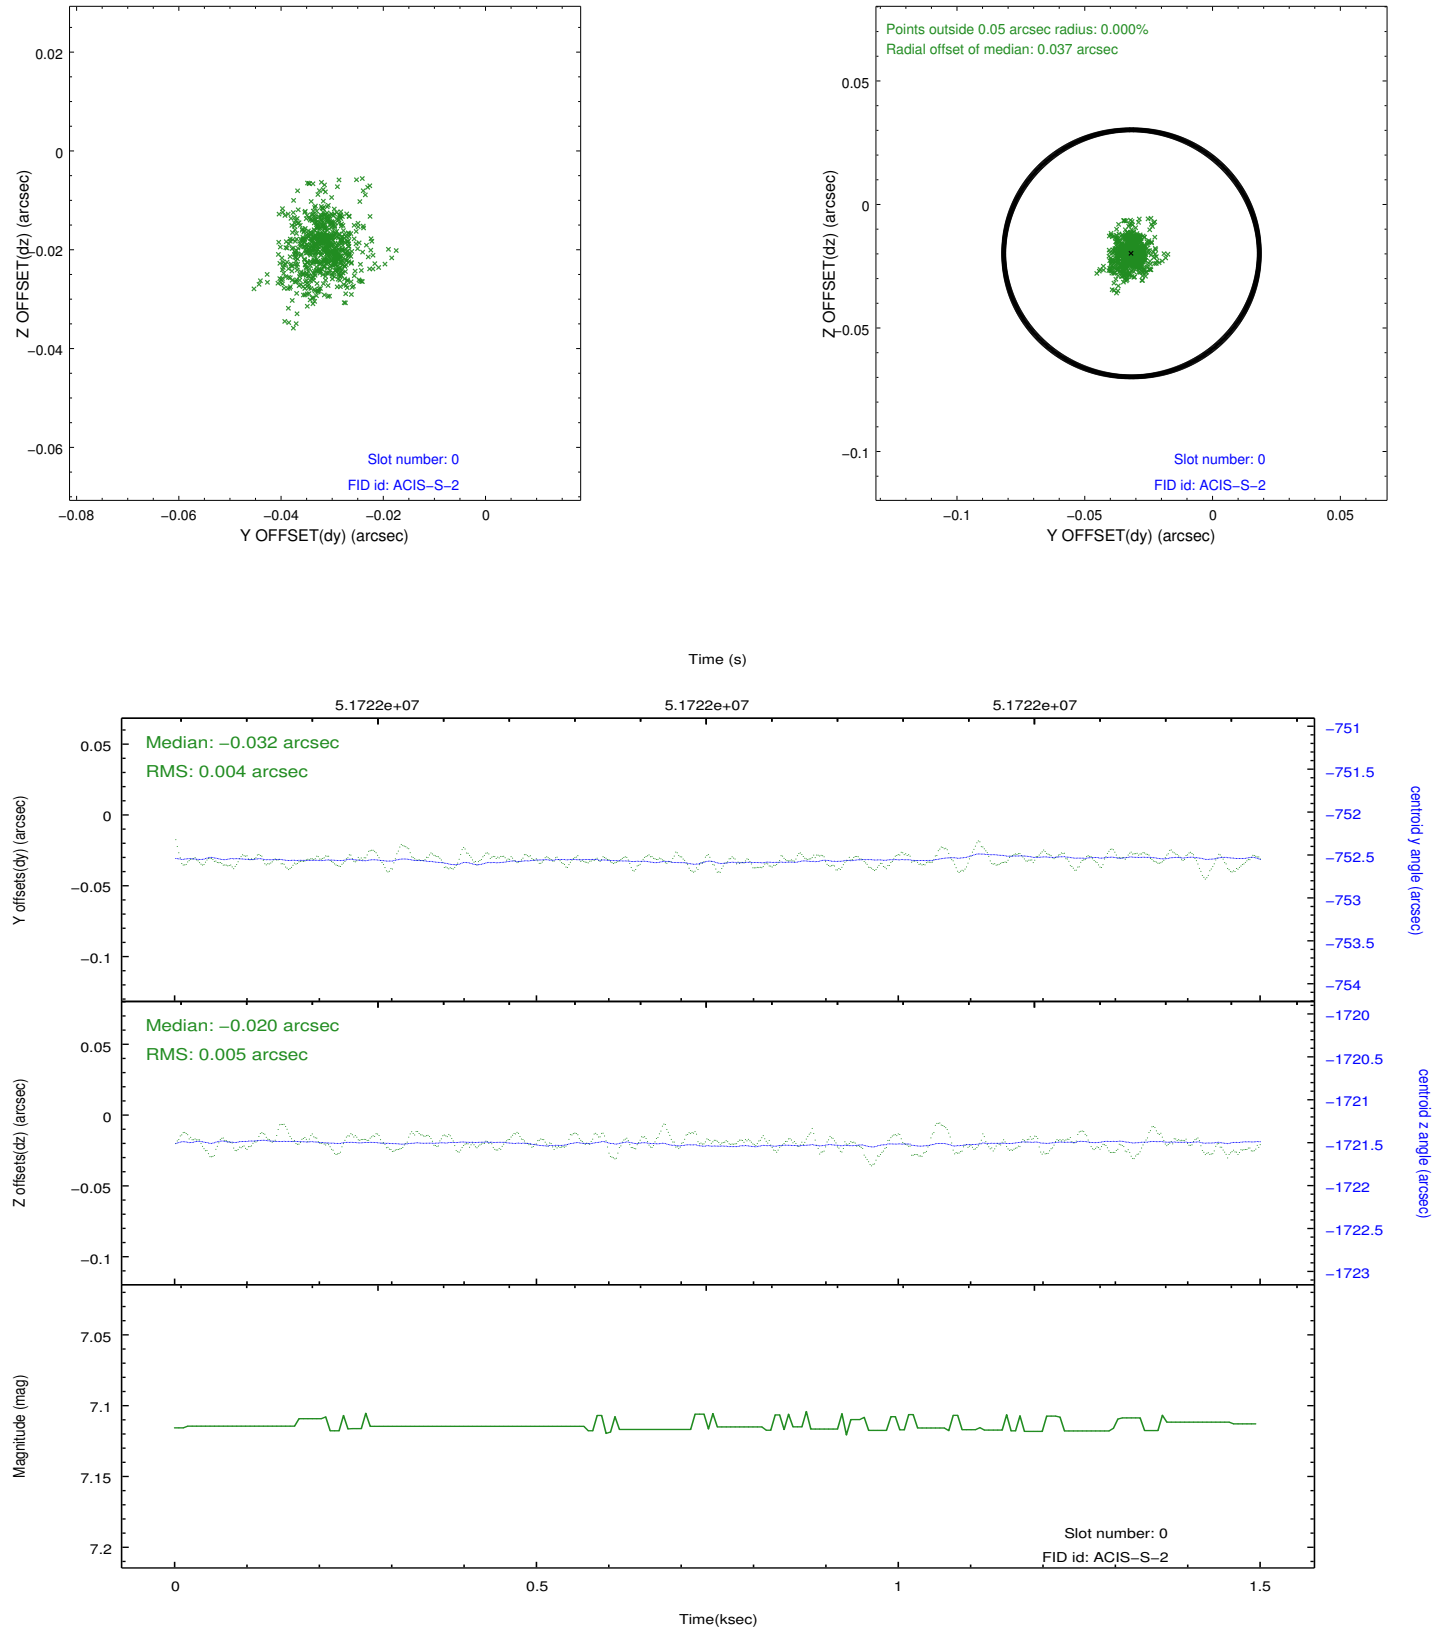 0.02
0
−0.02
−0.04
−0.06
Z OFFSET(dz) (arcsec)
Slot number: 0
FID id: ACIS−S−2
−0.08 −0.06 −0.04 −0.02 0
Y OFFSET(dy) (arcsec)
Points outside 0.05 arcsec radius: 0.000%
Radial offset of median: 0.037 arcsec
0.05
0
−0.05
−0.1
Z OFFSET(dz) (arcsec)
Slot number: 0
FID id: ACIS−S−2
−0.1 −0.05 0 0.05
Y OFFSET(dy) (arcsec)
Time (s)
5.1722e+07 5.1722e+07 5.1722e+07
Median: −0.032 arcsec
RMS: 0.004 arcsec
0.05
0
−0.05
−0.1
Y offsets(dy) (arcsec)
−751
−751.5
−752
−752.5
−753
−753.5
−754
centroid y angle (arcsec)
Median: −0.020 arcsec
RMS: 0.005 arcsec
0.05
0
−0.05
−0.1
Z offsets(dz) (arcsec)
−1720
−1720.5
−1721
−1721.5
−1722
−1722.5
−1723
centroid z angle (arcsec)
7.05
7.1
7.15
7.2
Magnitude (mag)
Slot number: 0
FID id: ACIS−S−2
0 0.5 1 1.5
Time(ksec)